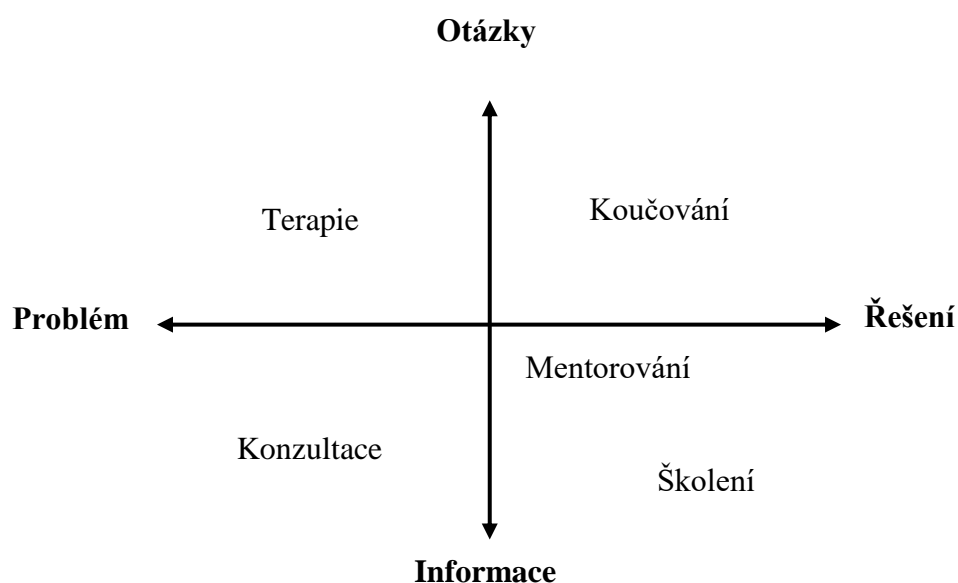 Otázky
Koučování
Terapie
Problém
Řešení
Mentorování
Konzultace
Školení
Informace